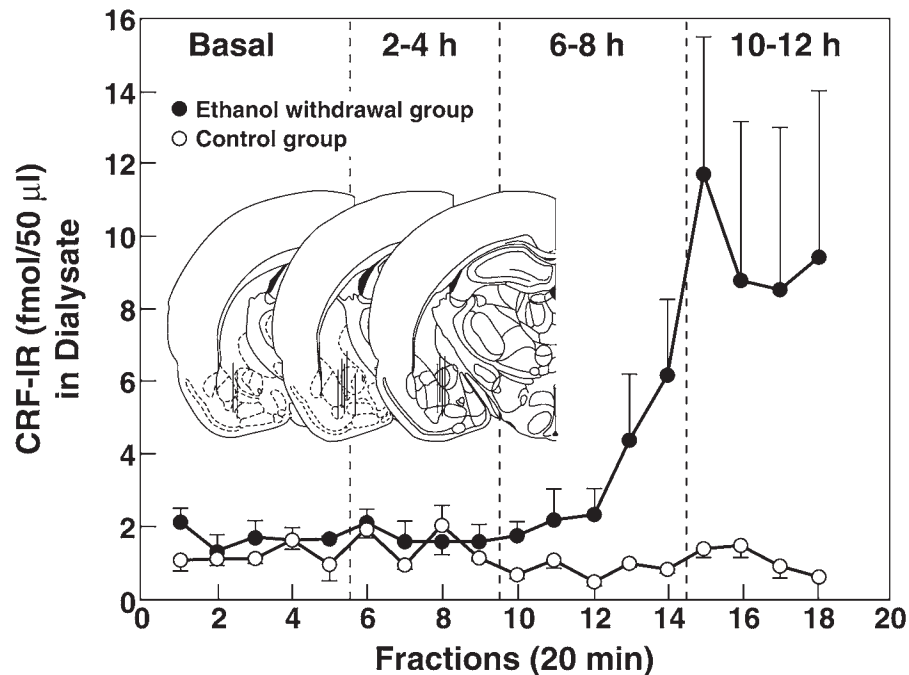 Basal 2-4 h 6-8 h 10-12 h
Ethanol withdrawal group
Control group
CRF-IR (fmol/50 µl)
in Dialysate
16
14
12
10
8
6
4
2
0
0 2 4 6 8 10 12 14 16 18 20
Fractions (20 min)